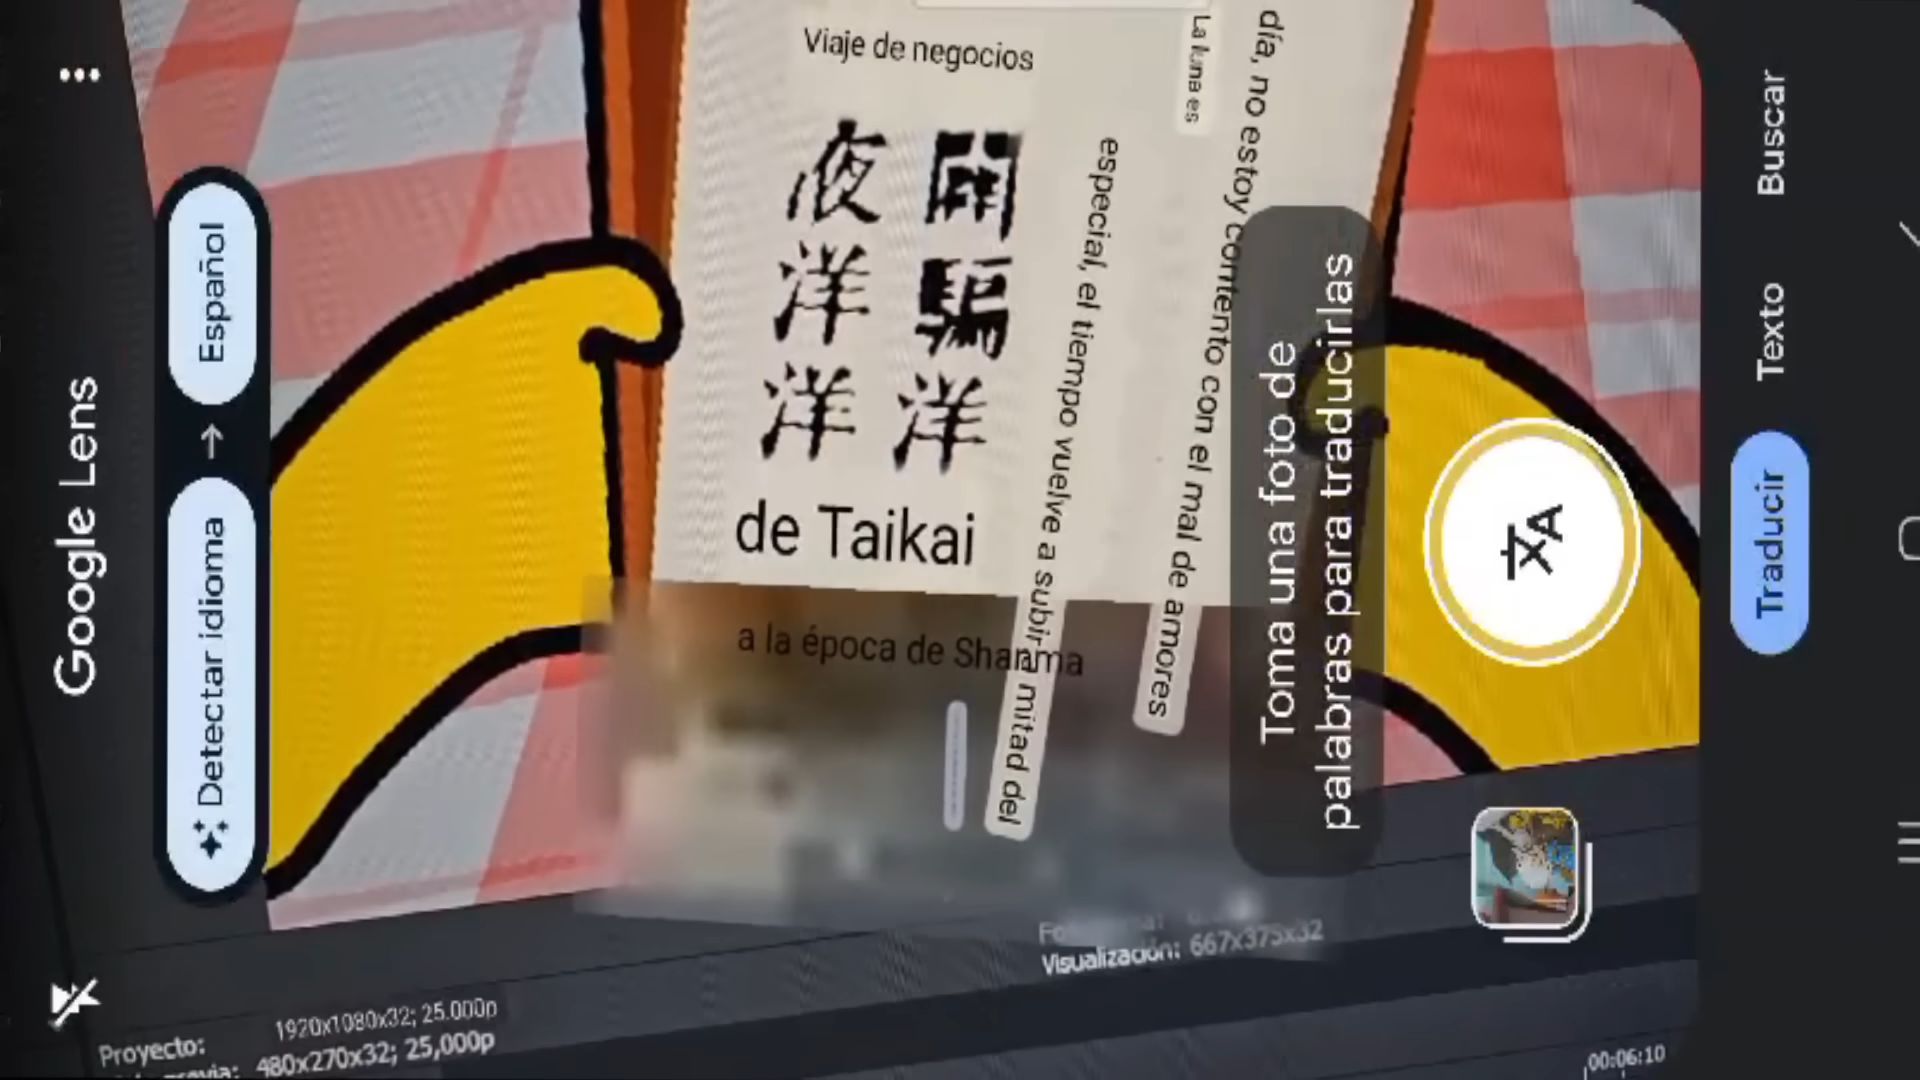 Google Lens
Detectar idioma → Español
Viaje de negocios
夜
洋洋
洋
de Taikai
a la época de Sharma
La luna es
especial, el tiempo vuelve a subir a mitad del
día, no estoy contento con el mal de amores
Toma una foto de
palabras para traducirlas
Buscar
Texto
Traducir
Proyecto: 1920x1080x32; 25.000p
480x270x32; 25,000p
Visualización: 667x375x32
00:06:10